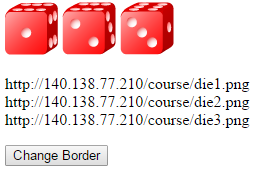 http://140.138.77.210/course/die1.png
http://140.138.77.210/course/die2.png
http://140.138.77.210/course/die3.png
Change Border